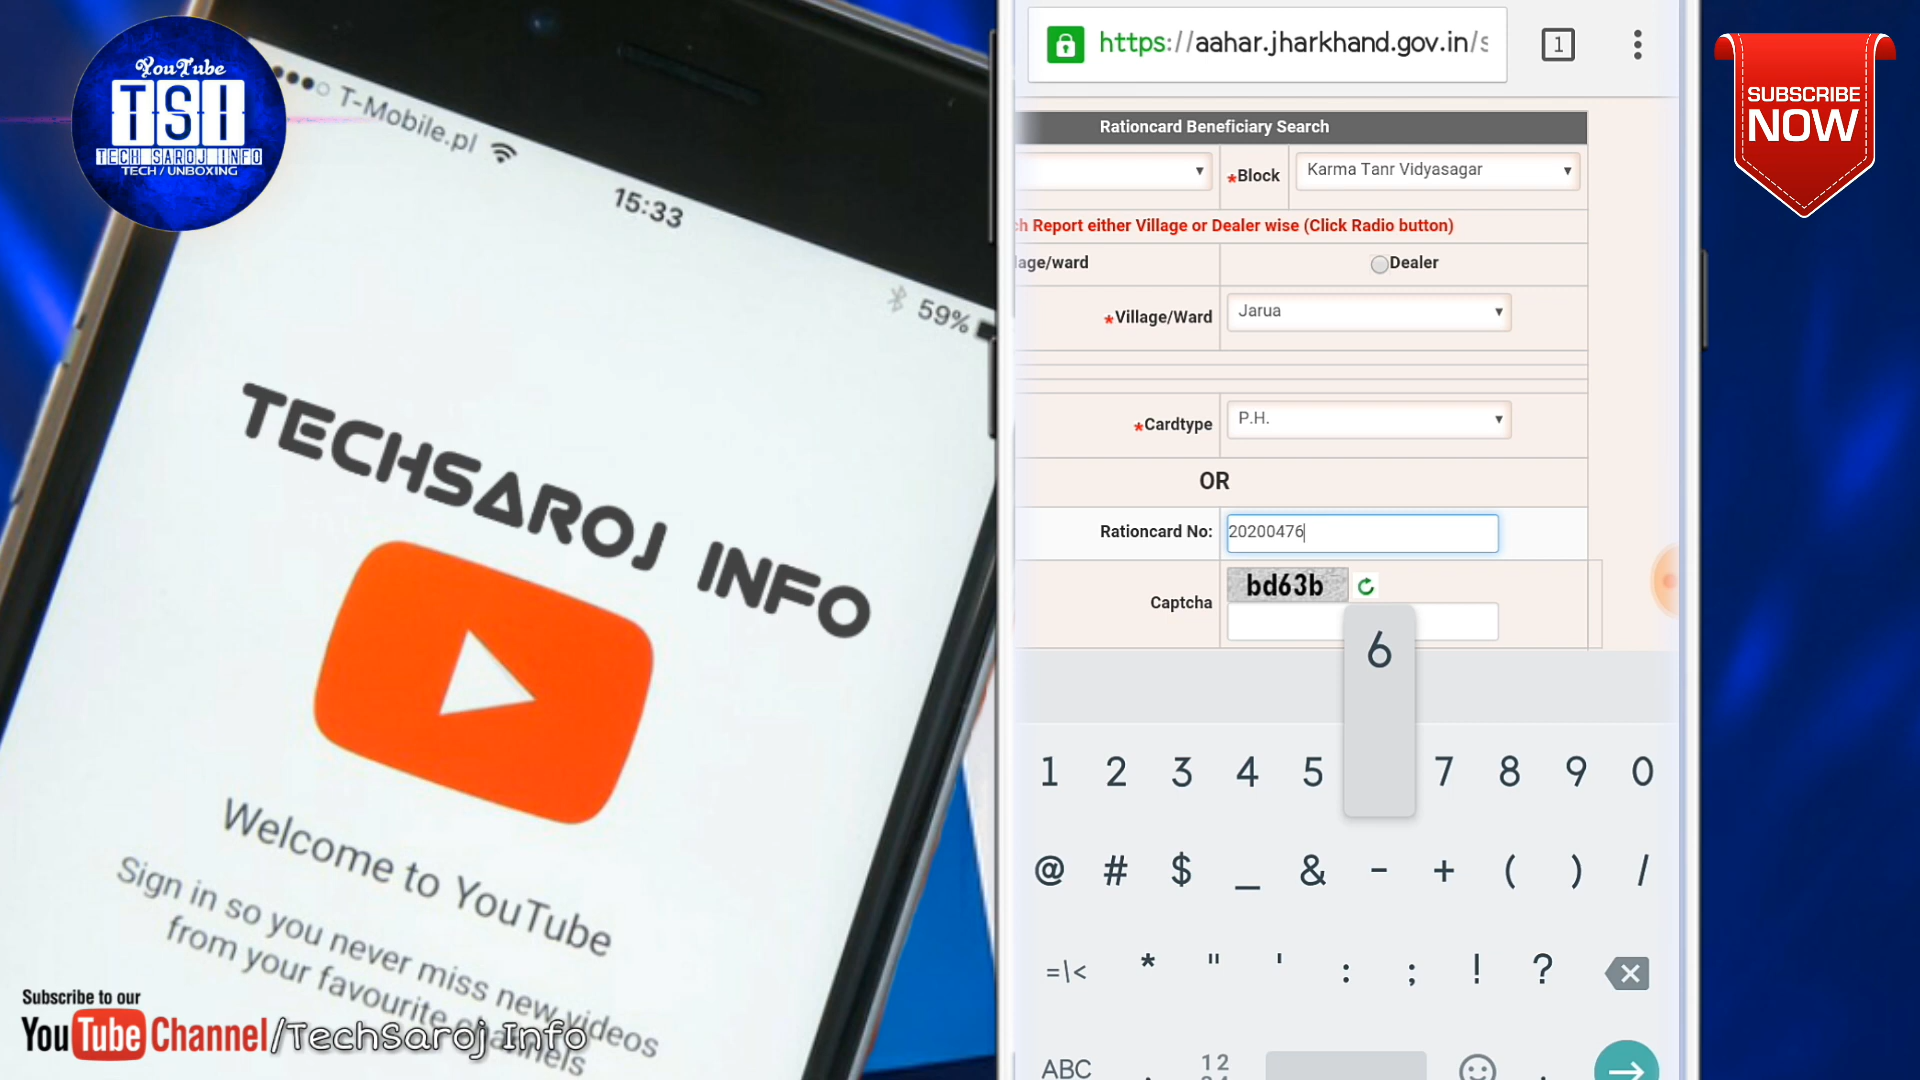 YouTube
TSI
TECH SAROJ INFO
TECH / UNBOXING
T-Mobile.pl
15:33
59%
TECHSAROJ INFO
Welcome to YouTube
Sign in so you never miss new videos
from your favourite channels
Subscribe to our
YouTube Channel/TechSaroj Info
https://aahar.jharkhand.gov.in/s
1
Rationcard Beneficiary Search
*Block
Karma Tanr Vidyasagar
ch Report either Village or Dealer wise (Click Radio button)
lage/ward
Dealer
*Village/Ward
Jarua
*Cardtype
P.H.
OR
Rationcard No:
20200476
bd63b
Captcha
6
1 2 3 4 5 7 8 9 0
@ # $ _ & - + ( ) /
=\< * " ' : ; ! ?
ABC , 12 .
SUBSCRIBE
NOW